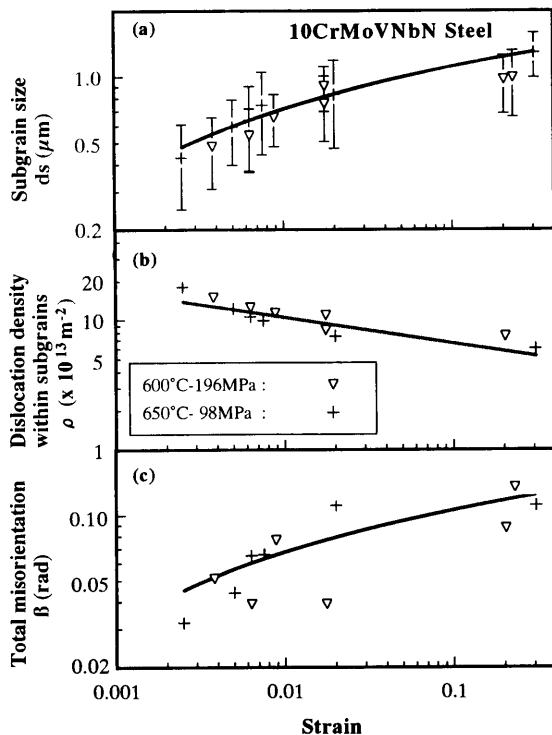 (a)
10CrMoVNbN Steel
Subgrain size
ds (μm)
1.0
0.5
0.2
(b)
Dislocation density
within subgrains
ρ (x 10¹³m⁻²)
20
10
5
1
600°C-196MPa : ▽
650°C- 98MPa : +
(c)
Total misorientation
ß (rad)
0.10
0.05
0.02
0.001
0.01
0.1
Strain